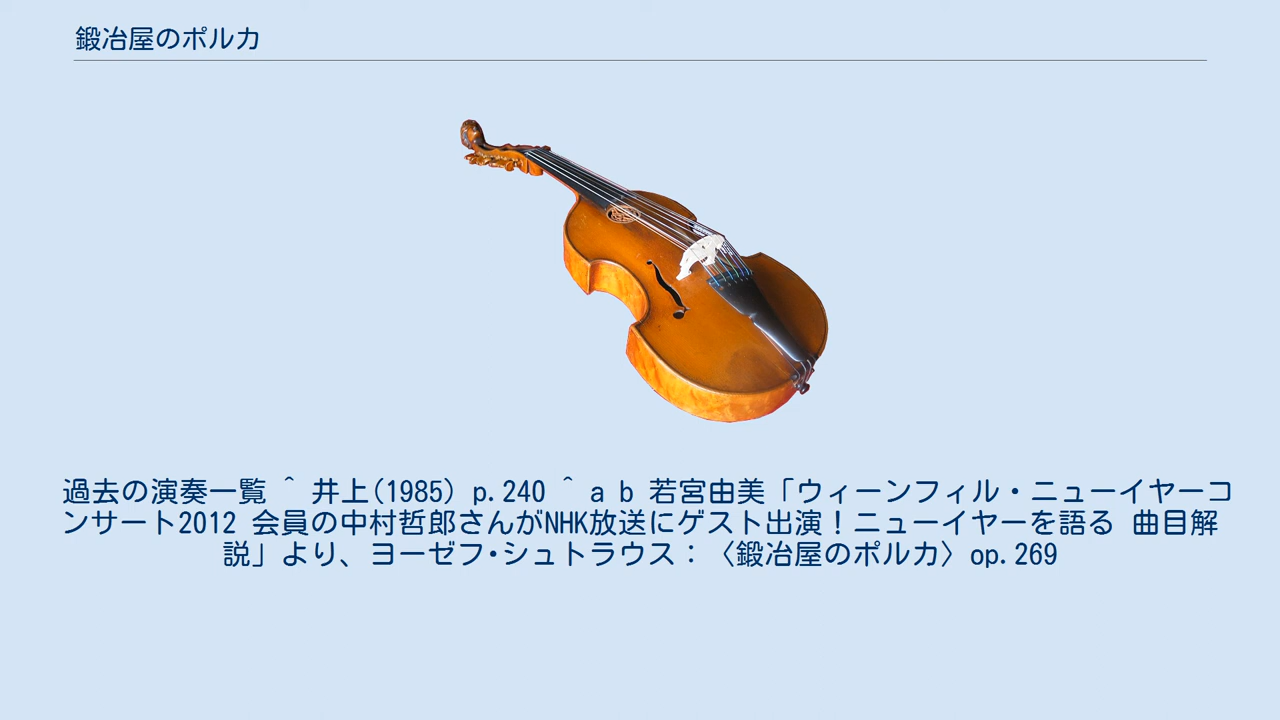 鍛冶屋のポルカ
過去の演奏一覧 ^ 井上(1985) p.240 ^ a b 若宮由美「ウィーンフィル・ニューイヤーコ
ンサート2012 会員の中村哲郎さんがNHK放送にゲスト出演！ニューイヤーを語る 曲目解
説」より、ヨーゼフ・シュトラウス：〈鍛冶屋のポルカ〉op.269